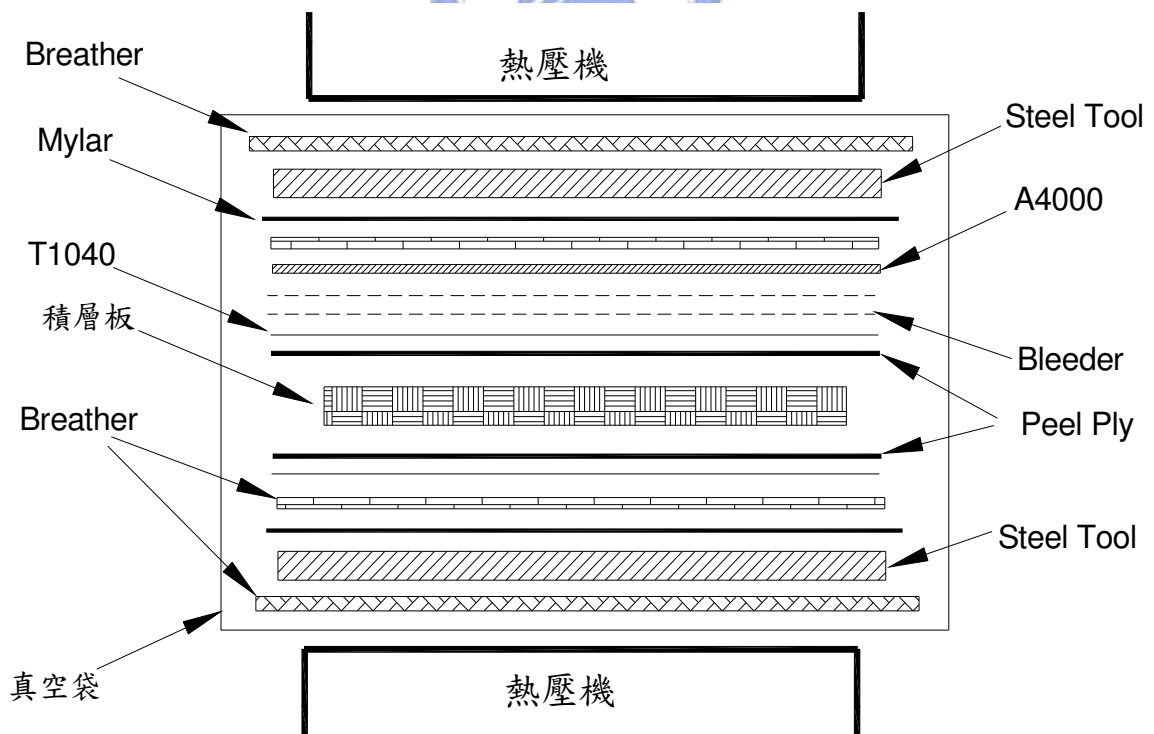 熱壓機
Breather
Steel Tool
Mylar
A4000
T1040
積層板
Bleeder
Breather
Peel Ply
Steel Tool
真空袋
熱壓機